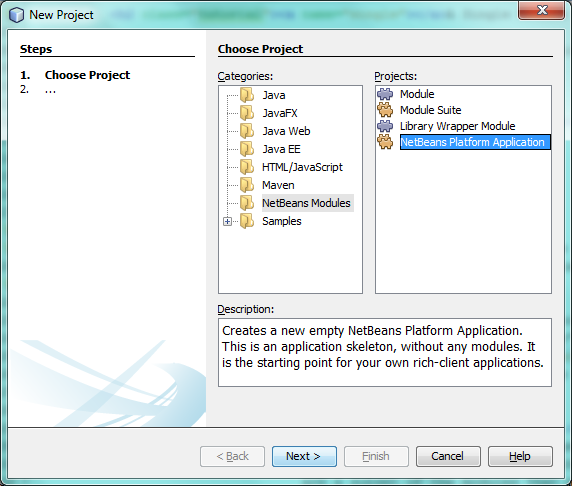 New Project
Steps
1. Choose Project
2. ...
Choose Project
Categories:
Java
JavaFX
Java Web
Java EE
HTML/JavaScript
Maven
NetBeans Modules
Samples
Projects:
Module
Module Suite
Library Wrapper Module
NetBeans Platform Application
Description:
Creates a new empty NetBeans Platform Application.
This is an application skeleton, without any modules. It
is the starting point for your own rich-client applications.
< Back
Next >
Finish
Cancel
Help